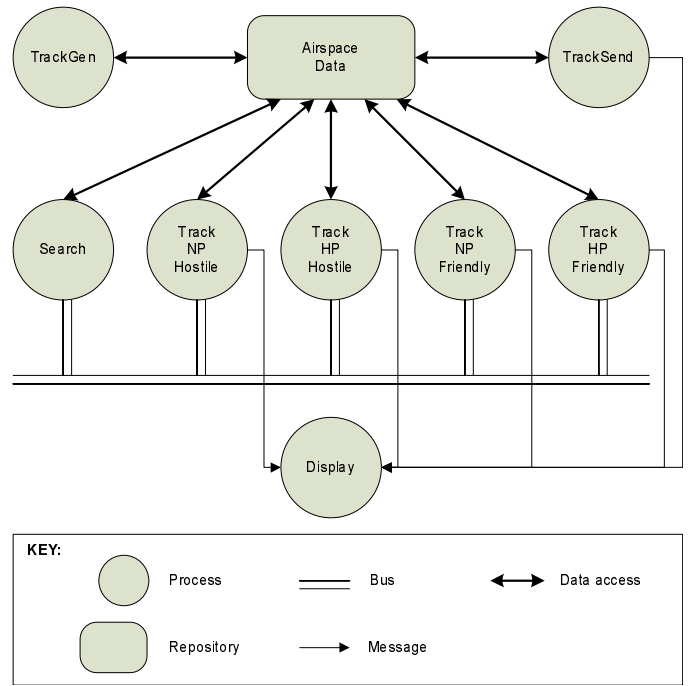 TrackGen
Airspace
Data
TrackSend
Search
Track
NP
Hostile
Track
HP
Hostile
Track
NP
Friendly
Track
HP
Friendly
Display
KEY:
Process
Bus
Data access
Repository
Message